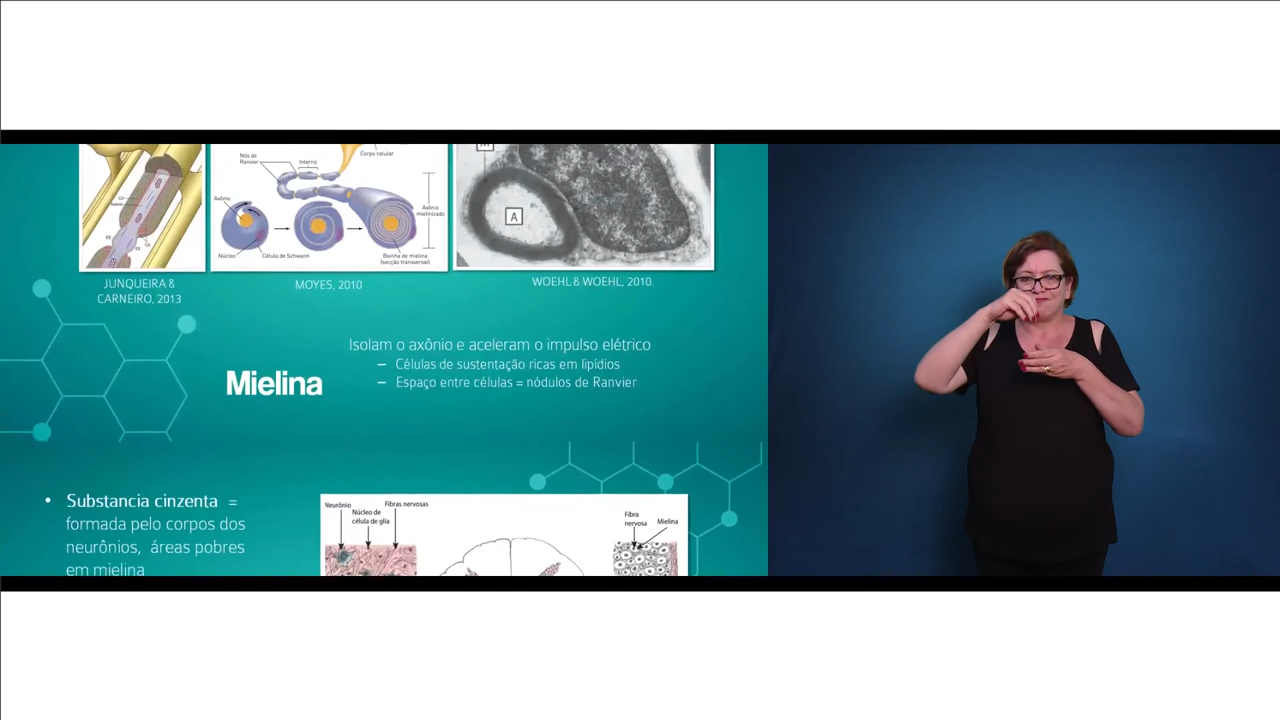 Nós de
Ranvier
Internó
Corpo celular
Axônio
Axônio
mielinizado
Núcleo
Célula de Schwann
Bainha de mielina
(secção transversal)
M
A
JUNQUEIRA &
CARNEIRO, 2013
MOYES, 2010
WOEHL & WOEHL, 2010.
Isolam o axônio e aceleram o impulso elétrico
– Células de sustentação ricas em lipídios
– Espaço entre células = nódulos de Ranvier
Mielina
• Substancia cinzenta =
formada pelo corpos dos
neurônios, áreas pobres
em mielina
Neurônio
Núcleo de
célula de glia
Fibras nervosas
Fibra
nervosa
Mielina